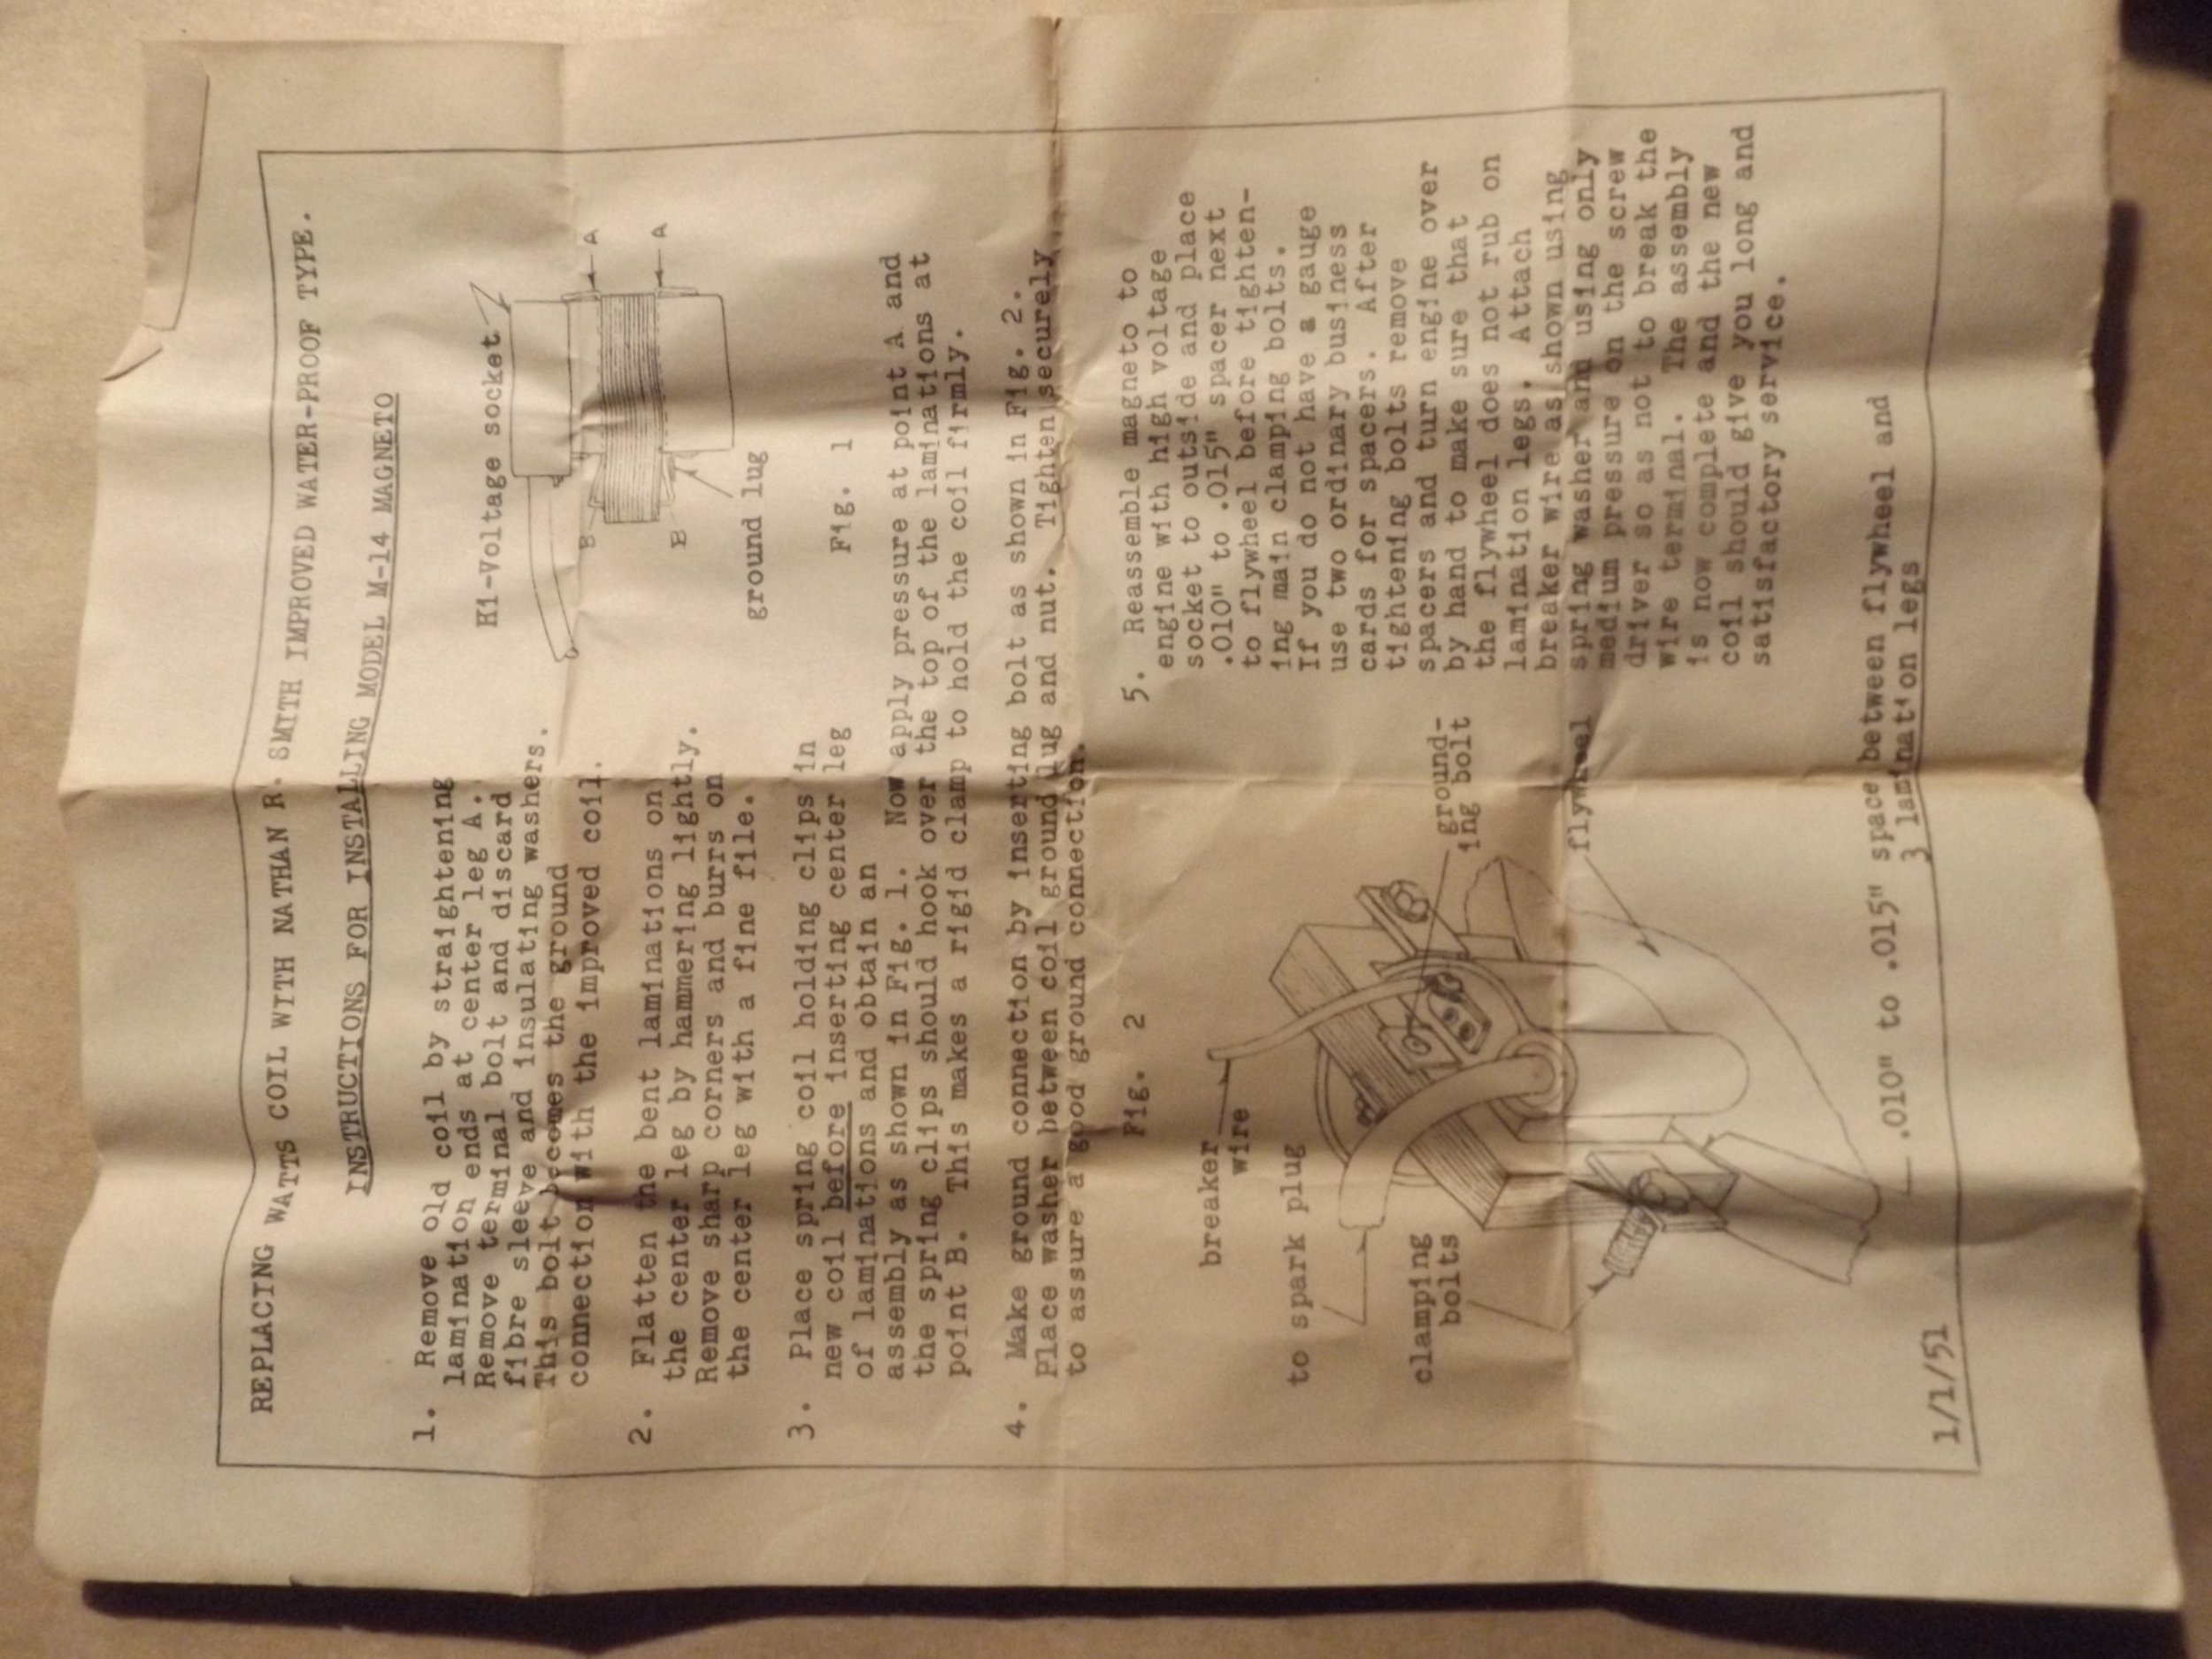 REPLACING WATTS COIL WITH NATHAN R. SMITH IMPROVED WATER-PROOF TYPE.
INSTRUCTIONS FOR INSTALLING MODEL M-14 MAGNETO
1. Remove old coil by straightening
lamination ends at center leg A.
Remove terminal bolt and discard
fibre sleeve and insulating washers.
This bolt becomes the ground
connection with the improved coil.
2. Flatten the bent laminations on
the center leg by hammering lightly.
Remove sharp corners and burrs on
the center leg with a fine file.
Hi-Voltage socket
A
A
B
B
ground lug
Fig. 1
3. Place spring coil holding clips in
new coil before inserting center leg
of laminations and obtain an
assembly as shown in Fig. 1. Now apply pressure at point A and
the spring clips should hook over the top of the laminations at
point B. This makes a rigid clamp to hold the coil firmly.
4. Make ground connection by inserting bolt as shown in Fig. 2.
Place washer between coil ground lug and nut. Tighten securely
to assure a good ground connection.
Fig. 2
breaker
wire
to spark plug
clamping
bolts
ground-
ing bolt
flywheel
5. Reassemble magneto to
engine with high voltage
socket to outside and place
.010" to .015" spacer next
to flywheel before tighten-
ing main clamping bolts.
If you do not have a gauge
use two ordinary business
cards for spacers. After
tightening bolts remove
spacers and turn engine over
by hand to make sure that
the flywheel does not rub on
lamination legs. Attach
breaker wire as shown using
spring washer and using only
medium pressure on the screw
driver so as not to break the
wire terminal. The assembly
is now complete and the new
coil should give you long and
satisfactory service.
.010" to .015" space between flywheel and
3 lamination legs
1/1/51